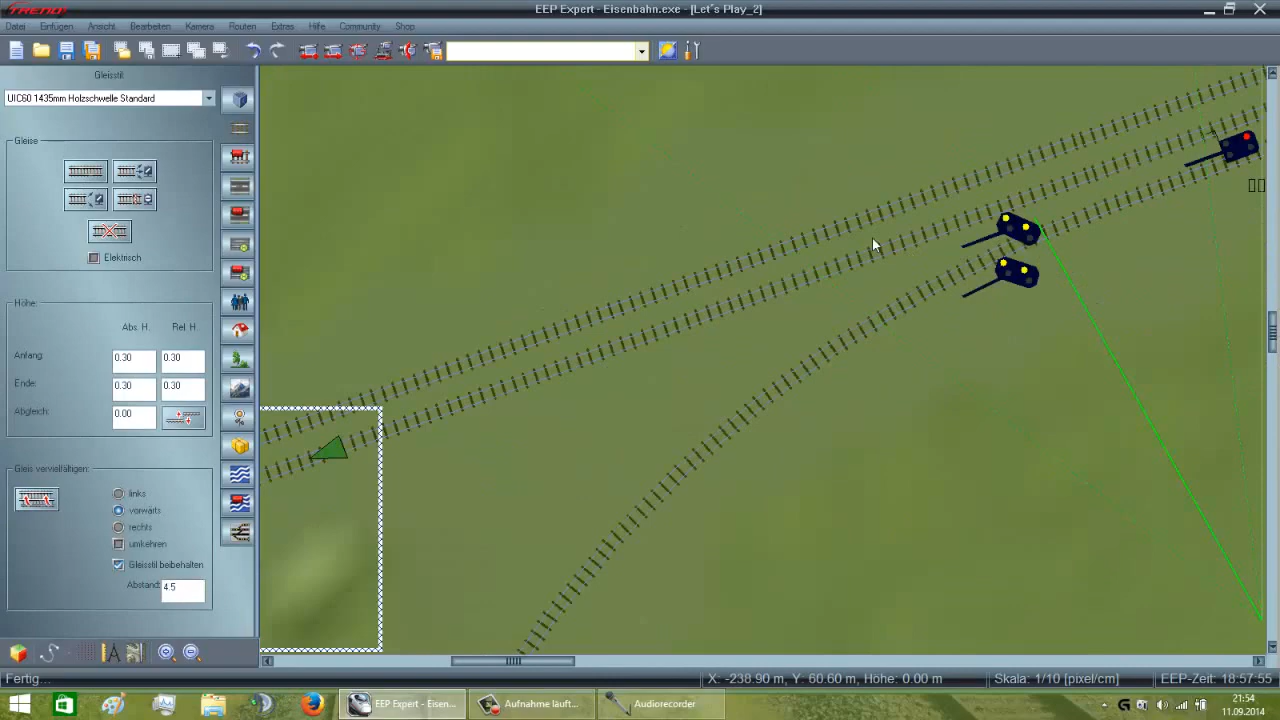 TREND
EEP Expert - Eisenbahn.exe - [Let´s Play_2]
Datei Einfügen Ansicht Bearbeiten Kamera Routen Extras Hilfe Community Shop
Gleisstil
UIC60 1435mm Holzschwelle Standard
Gleise
Elektrisch
Höhe:
Abs. H. Rel. H.
Anfang: 0.30 0.30
Ende: 0.30 0.30
Abgleich: 0.00
Gleis vervielfältigen:
links
vorwärts
rechts
umkehren
Gleisstil beibehalten
Abstand: 4.5
Fertig... X: -238.90 m, Y: 60.60 m, Höhe: 0.00 m Skala: 1/10 [pixel/cm] EEP-Zeit: 18:57:55
EEP Expert - Eisen... Aufnahme läuft... Audiorecorder
21:54
11.09.2014